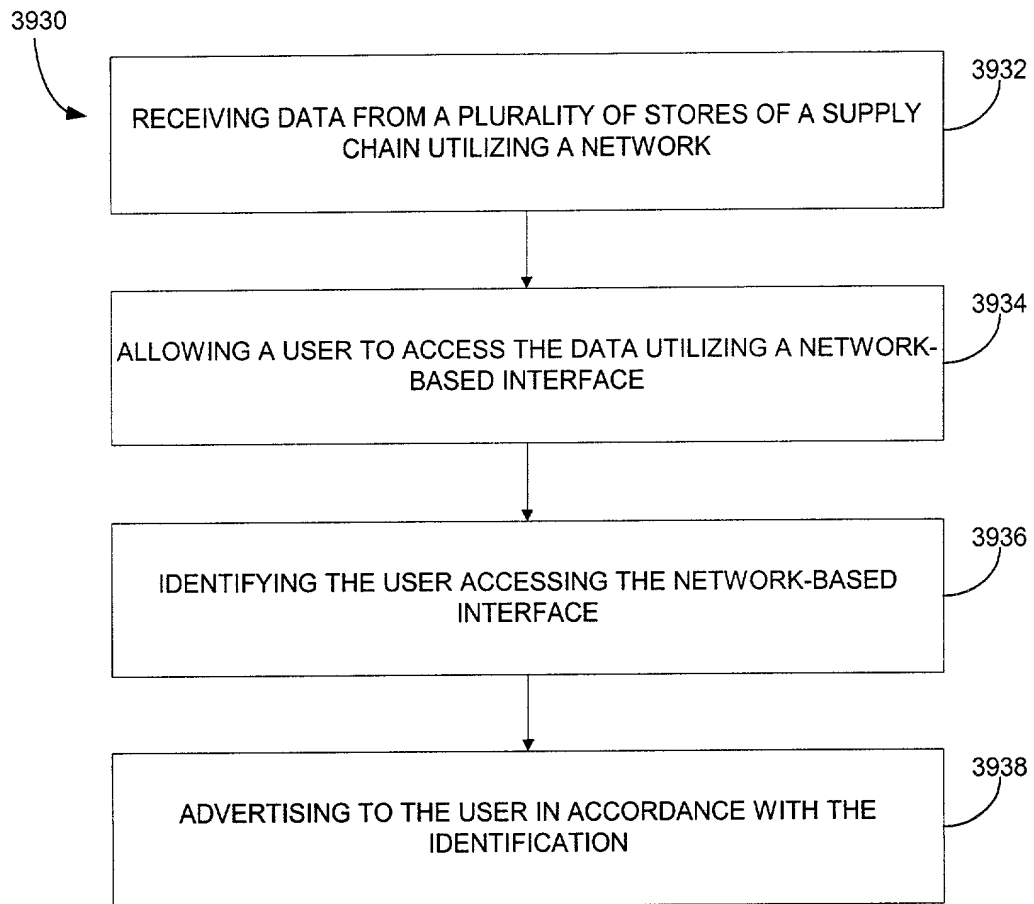 3930
3932
RECEIVING DATA FROM A PLURALITY OF STORES OF A SUPPLY
CHAIN UTILIZING A NETWORK
3934
ALLOWING A USER TO ACCESS THE DATA UTILIZING A NETWORK-
BASED INTERFACE
3936
IDENTIFYING THE USER ACCESSING THE NETWORK-BASED
INTERFACE
3938
ADVERTISING TO THE USER IN ACCORDANCE WITH THE
IDENTIFICATION